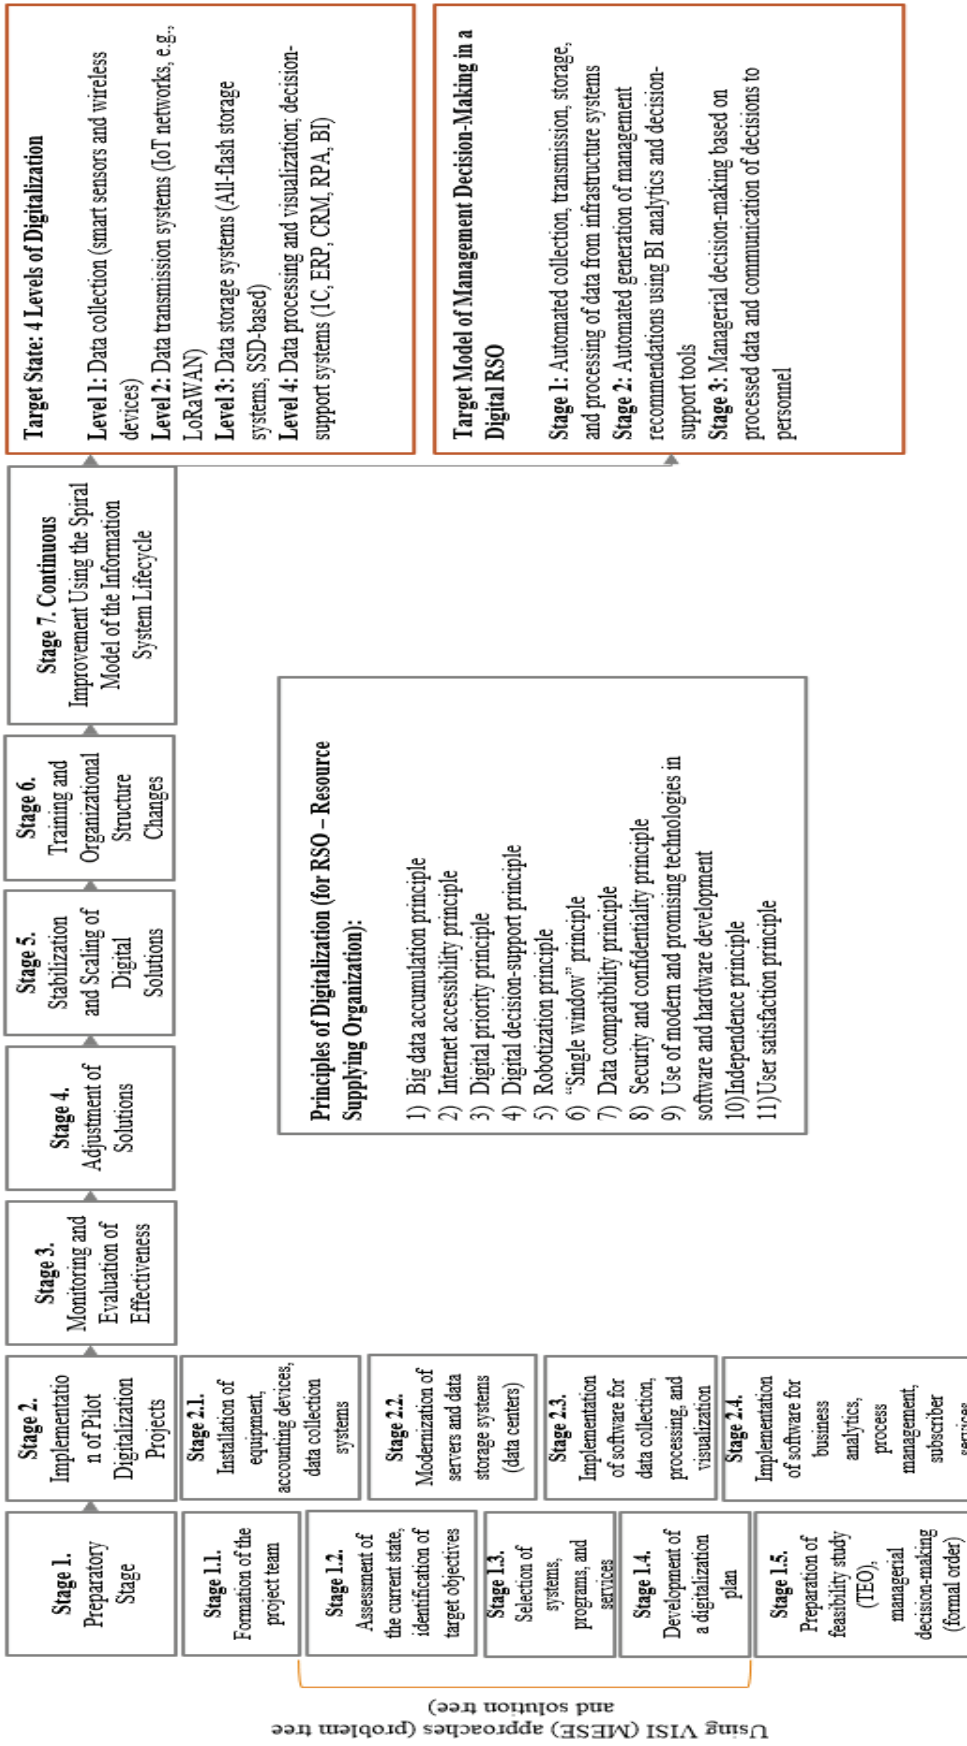 Stage 1.
Preparatory
Stage
Stage 2.
Implementatio
n of Pilot
Digitalization
Projects
Stage 3.
Monitoring and
Evaluation of
Effectiveness
Stage 4.
Adjustment of
Solutions
Stage 5.
Stabilization
and Scaling of
Digital
Solutions
Stage 6.
Training and
Organizational
Structure
Changes
Stage 7. Continuous
Improvement Using the Spiral
Model of the Information
System Lifecycle
Target State: 4 Levels of Digitalization
Level 1: Data collection (smart sensors and wireless
devices)
Level 2: Data transmission systems (IoT networks, e.g.,
LoRaWAN)
Level 3: Data storage systems (All-flash storage
systems, SSD-based)
Level 4: Data processing and visualization; decision-
support systems (1C, ERP, CRM, RPA, BI)
Target Model of Management Decision-Making in a
Digital RSO
Stage 1: Automated collection, transmission, storage,
and processing of data from infrastructure systems
Stage 2: Automated generation of management
recommendations using BI analytics and decision-
support tools
Stage 3: Managerial decision-making based on
processed data and communication of decisions to
personnel
Stage 1.1.
Formation of the
project team
Stage 1.2.
Assessment of
the current state,
identification of
target objectives
Stage 1.3.
Selection of
systems,
programs, and
services
Stage 1.4.
Development of
a digitalization
plan
Stage 1.5.
Preparation of
feasibility study
(TEO),
managerial
decision-making
(formal order)
Stage 2.1.
Installation of
equipment,
accounting devices,
data collection
systems
Stage 2.2.
Modernization of
servers and data
storage systems
(data centers)
Stage 2.3.
Implementation
of software for
data collection,
processing, and
visualization
Stage 2.4.
Implementation
of software for
business
analytics,
process
management,
subscriber
services
Principles of Digitalization (for RSO – Resource
Supplying Organization):
1) Big data accumulation principle
2) Internet accessibility principle
3) Digital priority principle
4) Digital decision-support principle
5) Robotization principle
6) “Single window” principle
7) Data compatibility principle
8) Security and confidentiality principle
9) Use of modern and promising technologies in
software and hardware development
10) Independence principle
11) User satisfaction principle
Using VISI (MESE) approaches (problem tree
and solution tree)